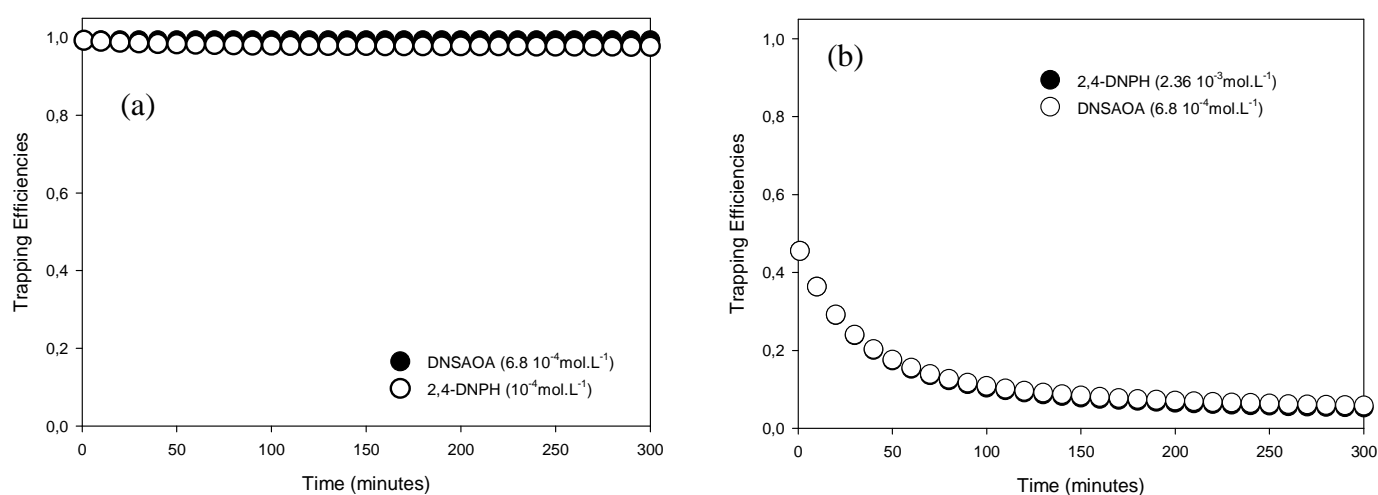 1,0
0,8
0,6
0,4
0,2
0,0
Trapping Efficiencies
(a)
DNSAOA (6.8 10⁻⁴mol.L⁻¹)
2,4-DNPH (10⁻⁴mol.L⁻¹)
0 50 100 150 200 250 300
Time (minutes)
1,0
0,8
0,6
0,4
0,2
0,0
Trapping Efficiencies
(b)
2,4-DNPH (2.36 10⁻³mol.L⁻¹)
DNSAOA (6.8 10⁻⁴mol.L⁻¹)
0 50 100 150 200 250 300
Time (minutes)